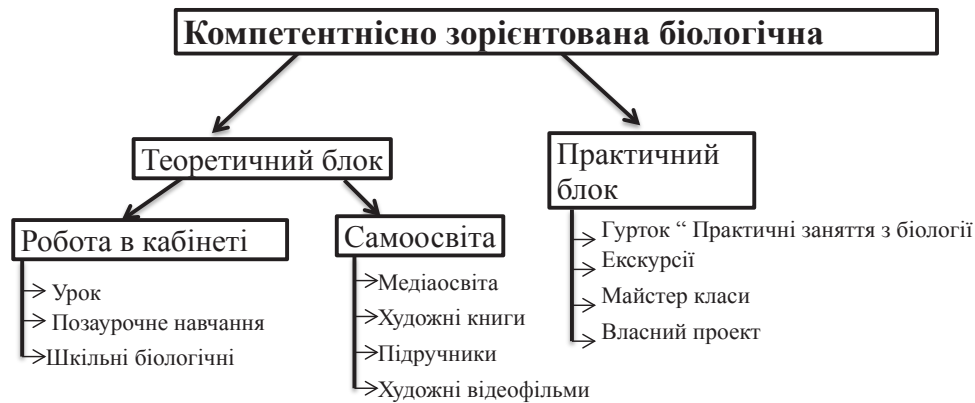 Компетентнісно зорієнтована біологічна
Теоретичний блок
Робота в кабінеті
Урок
Позаурочне навчання
Шкільні біологічні
Самоосвіта
Медіаосвіта
Художні книги
Підручники
Художні відеофільми
Практичний
блок
Гурток “ Практичні заняття з біології
Екскурсії
Майстер класи
Власний проект